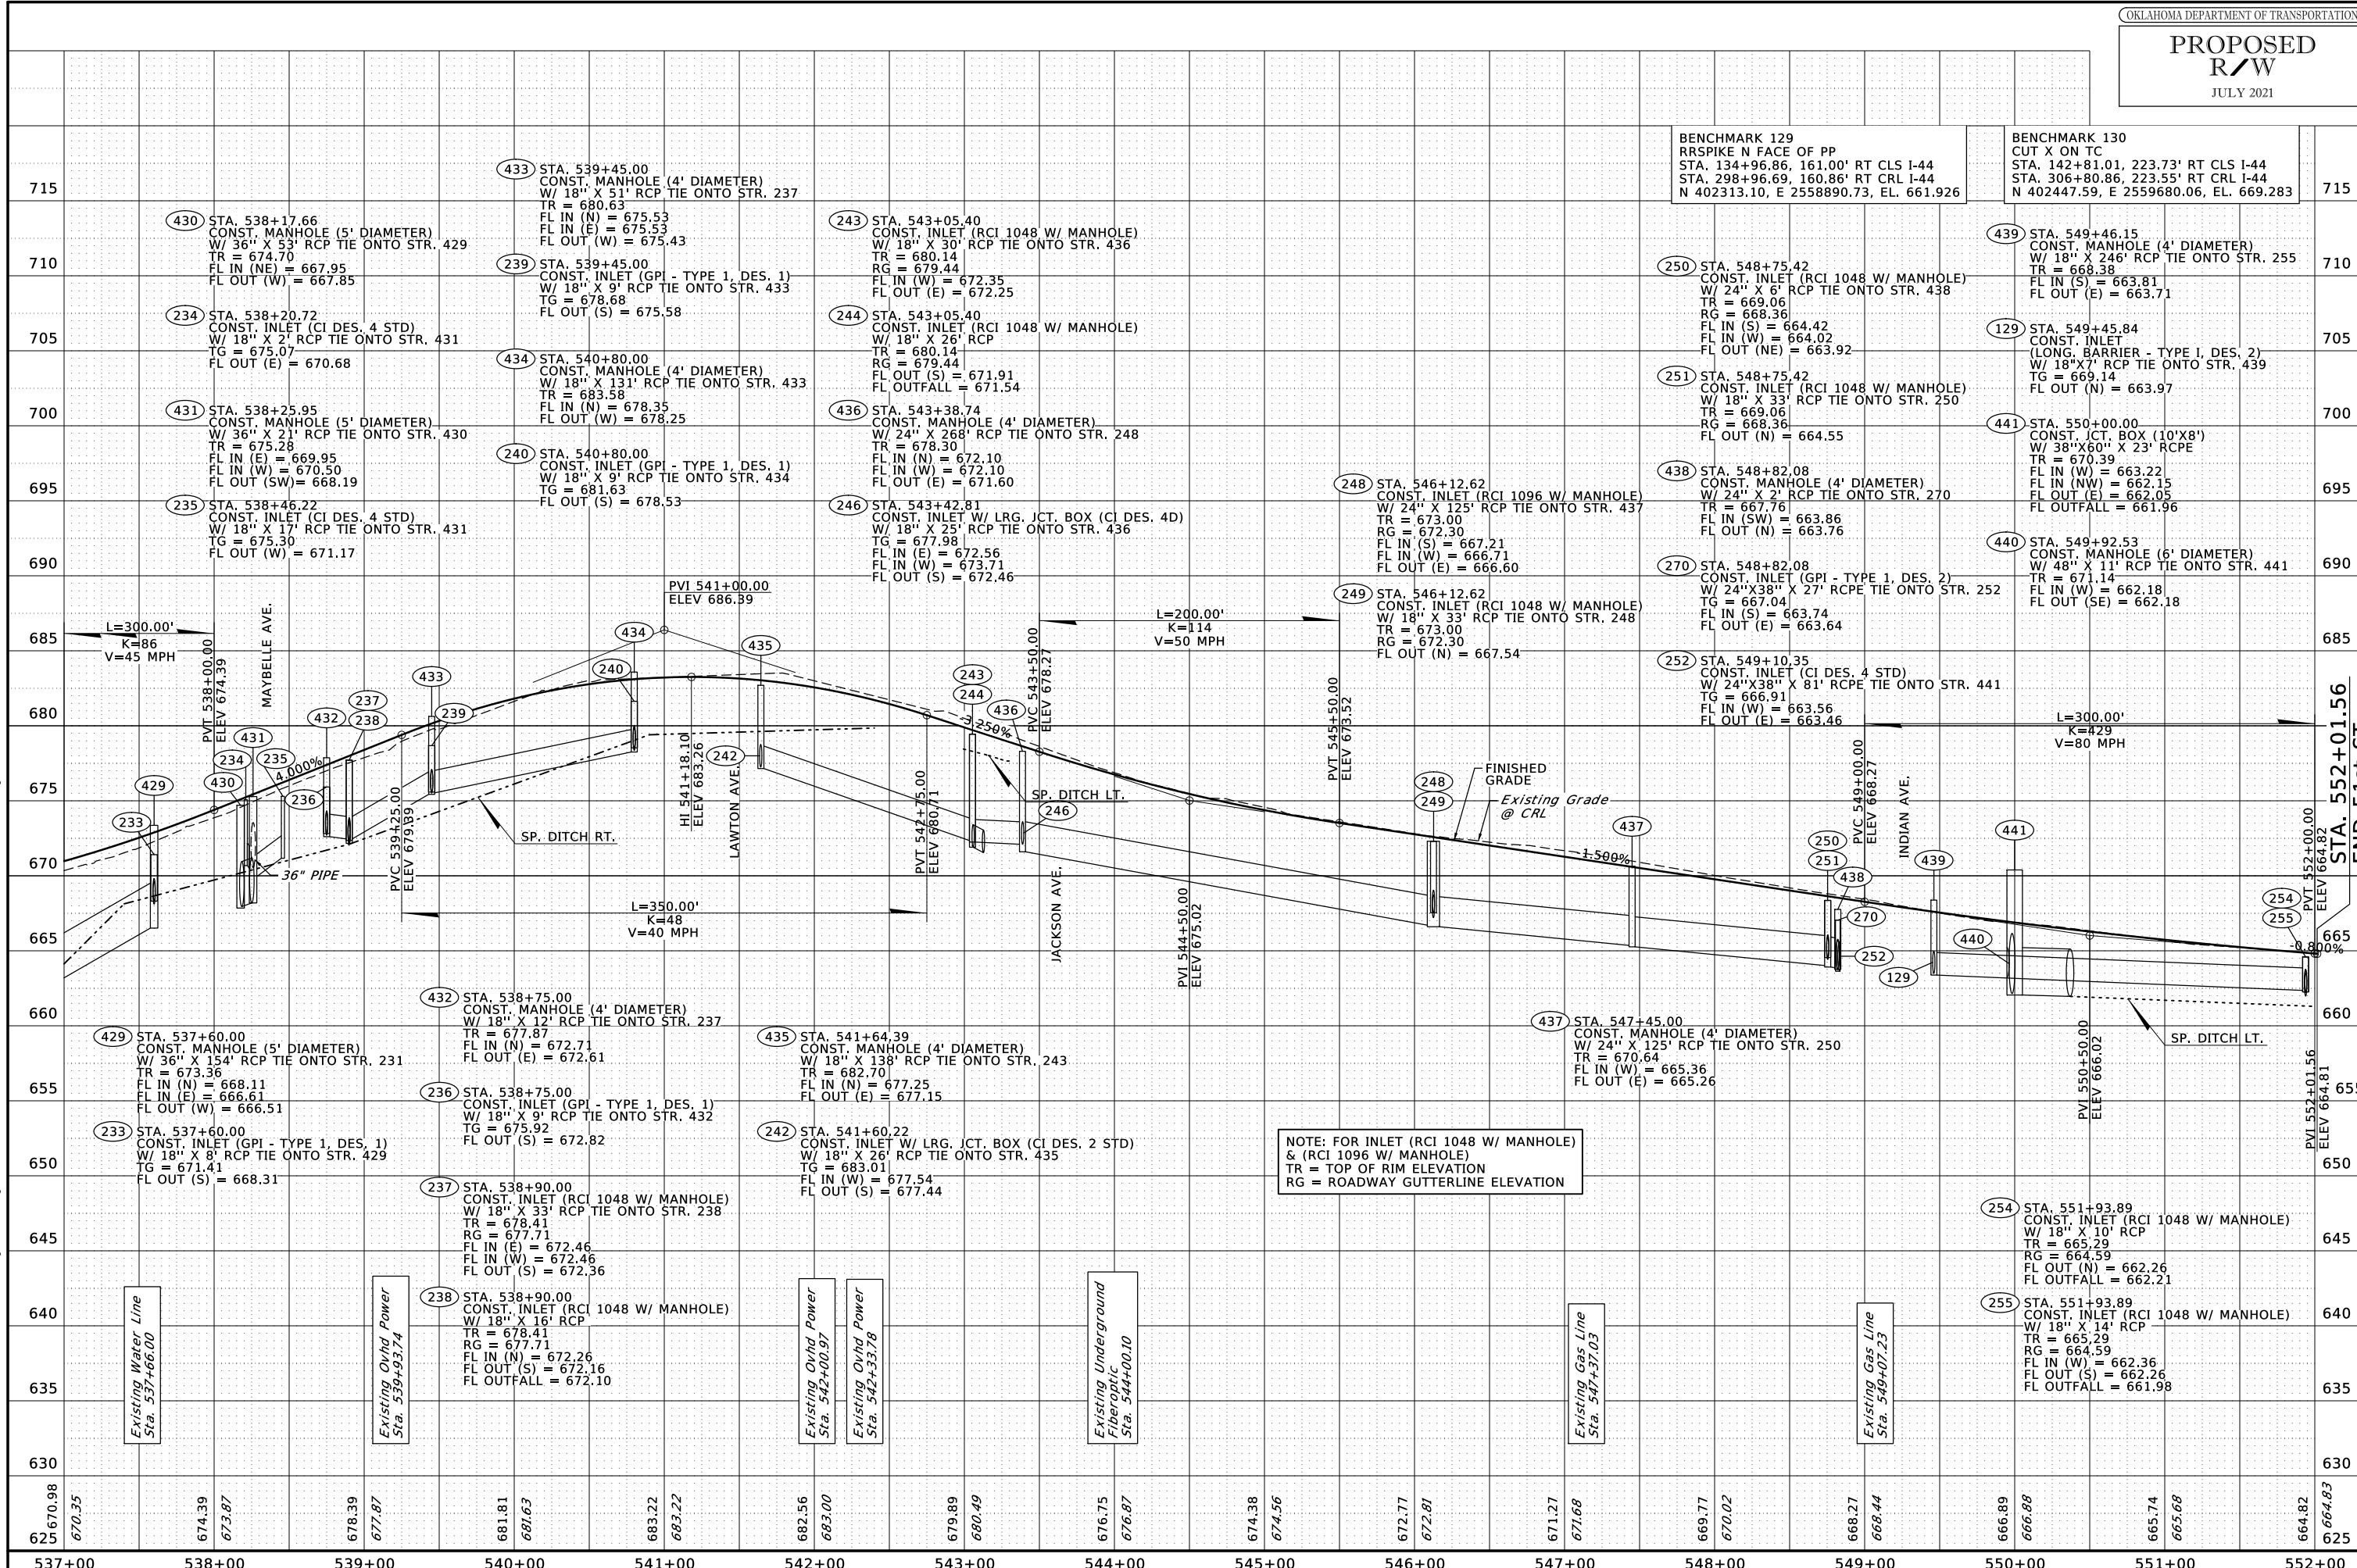 OKLAHOMA DEPARTMENT OF TRANSPORTATION
PROPOSED
R/W
JULY 2021
BENCHMARK 129
RRSPIKE N FACE OF PP
STA. 134+96.86, 161.00' RT CLS I-44
STA. 298+96.69, 160.86' RT CRL I-44
N 402313.10, E 2558890.73, EL. 661.926
BENCHMARK 130
CUT X ON TC
STA. 142+81.01, 223.73' RT CLS I-44
STA. 306+80.86, 223.55' RT CRL I-44
N 402447.59, E 2559680.06, EL. 669.283
715
710
705
700
695
690
685
680
675
670
665
660
655
650
645
640
635
630
625
430 STA. 538+17.66
CONST. MANHOLE (5' DIAMETER)
W/ 36" X 53' RCP TIE ONTO STR. 429
TR = 674.70
FL IN (NE) = 667.95
FL OUT (W) = 667.85
234 STA. 538+20.72
CONST. INLET (CI DES. 4 STD)
W/ 18" X 2' RCP TIE ONTO STR. 431
TG = 675.07
FL OUT (E) = 670.68
431 STA. 538+25.95
CONST. MANHOLE (5' DIAMETER)
W/ 36" X 21' RCP TIE ONTO STR. 430
TR = 675.28
FL IN (E) = 669.95
FL IN (W) = 670.50
FL OUT (SW)= 668.19
235 STA. 538+46.22
CONST. INLET (CI DES. 4 STD)
W/ 18" X 17' RCP TIE ONTO STR. 431
TG = 675.30
FL OUT (W) = 671.17
433 STA. 539+45.00
CONST. MANHOLE (4' DIAMETER)
W/ 18" X 51' RCP TIE ONTO STR. 237
TR = 680.63
FL IN (N) = 675.53
FL IN (E) = 675.53
FL OUT (W) = 675.43
239 STA. 539+45.00
CONST. INLET (GPI - TYPE 1, DES. 1)
W/ 18" X 9' RCP TIE ONTO STR. 433
TG = 678.68
FL OUT (S) = 675.58
434 STA. 540+80.00
CONST. MANHOLE (4' DIAMETER)
W/ 18" X 131' RCP TIE ONTO STR. 433
TR = 683.58
FL IN (N) = 678.35
FL OUT (W) = 678.25
240 STA. 540+80.00
CONST. INLET (GPI - TYPE 1, DES. 1)
W/ 18" X 9' RCP TIE ONTO STR. 434
TG = 681.63
FL OUT (S) = 678.53
243 STA. 543+05.40
CONST. INLET (RCI 1048 W/ MANHOLE)
W/ 18" X 30' RCP TIE ONTO STR. 436
TR = 680.14
RG = 679.44
FL IN (W) = 672.35
FL OUT (E) = 672.25
244 STA. 543+05.40
CONST. INLET (RCI 1048 W/ MANHOLE)
W/ 18" X 26' RCP
TR = 680.14
RG = 679.44
FL OUT (S) = 671.91
FL OUTFALL = 671.54
436 STA. 543+38.74
CONST. MANHOLE (4' DIAMETER)
W/ 24" X 268' RCP TIE ONTO STR. 248
TR = 678.30
FL IN (N) = 672.10
FL IN (W) = 672.10
FL OUT (E) = 671.60
246 STA. 543+42.81
CONST. INLET W/ LRG. JCT. BOX (CI DES. 4D)
W/ 18" X 25' RCP TIE ONTO STR. 436
TG = 677.98
FL IN (E) = 672.56
FL IN (W) = 673.71
FL OUT (S) = 672.46
248 STA. 546+12.62
CONST. INLET (RCI 1096 W/ MANHOLE)
W/ 24" X 125' RCP TIE ONTO STR. 437
TR = 673.00
RG = 672.30
FL IN (S) = 667.21
FL IN (W) = 666.71
FL OUT (E) = 666.60
249 STA. 546+12.62
CONST. INLET (RCI 1048 W/ MANHOLE)
W/ 18" X 33' RCP TIE ONTO STR. 248
TR = 673.00
RG = 672.30
FL OUT (N) = 667.54
250 STA. 548+75.42
CONST. INLET (RCI 1048 W/ MANHOLE)
W/ 24" X 6' RCP TIE ONTO STR. 438
TR = 669.06
RG = 668.36
FL IN (S) = 664.42
FL IN (W) = 664.02
FL OUT (NE) = 663.92
251 STA. 548+75.42
CONST. INLET (RCI 1048 W/ MANHOLE)
W/ 18" X 33' RCP TIE ONTO STR. 250
TR = 669.06
RG = 668.36
FL OUT (N) = 664.55
438 STA. 548+82.08
CONST. MANHOLE (4' DIAMETER)
W/ 24" X 2' RCP TIE ONTO STR. 270
TR = 667.76
FL IN (SW) = 663.86
FL OUT (N) = 663.76
270 STA. 548+82.08
CONST. INLET (GPI - TYPE 1, DES. 2)
W/ 24"X38" X 27' RCPE TIE ONTO STR. 252
TG = 667.04
FL IN (S) = 663.74
FL OUT (E) = 663.64
252 STA. 549+10.35
CONST. INLET (CI DES. 4 STD)
W/ 24"X38" X 81' RCPE TIE ONTO STR. 441
TG = 666.91
FL IN (W) = 663.56
FL OUT (E) = 663.46
439 STA. 549+46.15
CONST. MANHOLE (4' DIAMETER)
W/ 18" X 246' RCP TIE ONTO STR. 255
TR = 668.38
FL IN (S) = 663.81
FL OUT (E) = 663.71
129 STA. 549+45.84
CONST. INLET
(LONG. BARRIER - TYPE I, DES. 2)
W/ 18"X7' RCP TIE ONTO STR. 439
TG = 669.14
FL OUT (N) = 663.97
441 STA. 550+00.00
CONST. JCT. BOX (10'X8')
W/ 38"X60" X 23' RCPE
TR = 670.39
FL IN (W) = 663.22
FL IN (NW) = 662.15
FL OUT (E) = 662.05
FL OUTFALL = 661.96
440 STA. 549+92.53
CONST. MANHOLE (6' DIAMETER)
W/ 48" X 11' RCP TIE ONTO STR. 441
TR = 671.14
FL IN (W) = 662.18
FL OUT (SE) = 662.18
L=300.00'
K=86
V=45 MPH
PVT 538+00.00
ELEV 674.39
MAYBELLE AVE.
PVI 541+00.00
ELEV 686.39
4.000%
PVC 539+25.00
ELEV 679.39
HI 541+18.10
ELEV 683.26
LAWTON AVE.
PVT 542+75.00
ELEV 680.71
L=350.00'
K=48
V=40 MPH
-3.250%
PVC 543+50.00
ELEV 678.27
L=200.00'
K=114
V=50 MPH
JACKSON AVE.
PVI 544+50.00
ELEV 675.02
PVT 545+50.00
ELEV 673.52
FINISHED
GRADE
Existing Grade
@ CRL
-1.500%
PVC 549+00.00
ELEV 668.27
INDIAN AVE.
L=300.00'
K=429
V=80 MPH
PVI 550+50.00
ELEV 666.02
PVT 552+00.00
ELEV 664.82
-0.800%
PVI 552+01.56
ELEV 664.81
STA. 552+01.56
END 51st ST.
36" PIPE
SP. DITCH RT.
SP. DITCH LT.
SP. DITCH LT.
233
429
430
234
431
235
236
432
237
238
433
239
240
434
435
242
243
244
436
246
248
249
437
250
251
438
270
252
439
129
440
441
254
255
429 STA. 537+60.00
CONST. MANHOLE (5' DIAMETER)
W/ 36" X 154' RCP TIE ONTO STR. 231
TR = 673.36
FL IN (N) = 668.11
FL IN (E) = 666.61
FL OUT (W) = 666.51
233 STA. 537+60.00
CONST. INLET (GPI - TYPE 1, DES. 1)
W/ 18" X 8' RCP TIE ONTO STR. 429
TG = 671.41
FL OUT (S) = 668.31
432 STA. 538+75.00
CONST. MANHOLE (4' DIAMETER)
W/ 18" X 12' RCP TIE ONTO STR. 237
TR = 677.87
FL IN (N) = 672.71
FL OUT (E) = 672.61
236 STA. 538+75.00
CONST. INLET (GPI - TYPE 1, DES. 1)
W/ 18" X 9' RCP TIE ONTO STR. 432
TG = 675.92
FL OUT (S) = 672.82
237 STA. 538+90.00
CONST. INLET (RCI 1048 W/ MANHOLE)
W/ 18" X 33' RCP TIE ONTO STR. 238
TR = 678.41
RG = 677.71
FL IN (E) = 672.46
FL IN (W) = 672.46
FL OUT (S) = 672.36
238 STA. 538+90.00
CONST. INLET (RCI 1048 W/ MANHOLE)
W/ 18" X 16' RCP
TR = 678.41
RG = 677.71
FL IN (N) = 672.26
FL OUT (S) = 672.16
FL OUTFALL = 672.10
435 STA. 541+64.39
CONST. MANHOLE (4' DIAMETER)
W/ 18" X 138' RCP TIE ONTO STR. 243
TR = 682.70
FL IN (N) = 677.25
FL OUT (E) = 677.15
242 STA. 541+60.22
CONST. INLET W/ LRG. JCT. BOX (CI DES. 2 STD)
W/ 18" X 26' RCP TIE ONTO STR. 435
TG = 683.01
FL IN (W) = 677.54
FL OUT (S) = 677.44
437 STA. 547+45.00
CONST. MANHOLE (4' DIAMETER)
W/ 24" X 125' RCP TIE ONTO STR. 250
TR = 670.64
FL IN (W) = 665.36
FL OUT (E) = 665.26
NOTE: FOR INLET (RCI 1048 W/ MANHOLE)
& (RCI 1096 W/ MANHOLE)
TR = TOP OF RIM ELEVATION
RG = ROADWAY GUTTERLINE ELEVATION
254 STA. 551+93.89
CONST. INLET (RCI 1048 W/ MANHOLE)
W/ 18" X 10' RCP
TR = 665.29
RG = 664.59
FL OUT (N) = 662.26
FL OUTFALL = 662.21
255 STA. 551+93.89
CONST. INLET (RCI 1048 W/ MANHOLE)
W/ 18" X 14' RCP
TR = 665.29
RG = 664.59
FL IN (W) = 662.36
FL OUT (S) = 662.26
FL OUTFALL = 661.98
Existing Water Line
Sta. 537+66.00
Existing Ovhd Power
Sta. 539+93.74
Existing Ovhd Power
Sta. 542+00.97
Existing Ovhd Power
Sta. 542+33.78
Existing Underground
Fiberoptic
Sta. 544+00.10
Existing Gas Line
Sta. 547+37.03
Existing Gas Line
Sta. 549+07.23
715
710
705
700
695
690
685
680
675
670
665
660
655
650
645
640
635
630
625
670.98
670.35
674.39
673.87
678.39
677.87
681.81
681.63
683.22
683.22
682.56
683.00
679.89
680.49
676.75
676.87
674.38
674.56
672.77
672.81
671.27
671.68
669.77
670.02
668.27
668.44
666.89
666.88
665.74
665.68
664.82
664.83
537+00 538+00 539+00 540+00 541+00 542+00 543+00 544+00 545+00 546+00 547+00 548+00 549+00 550+00 551+00 552+00